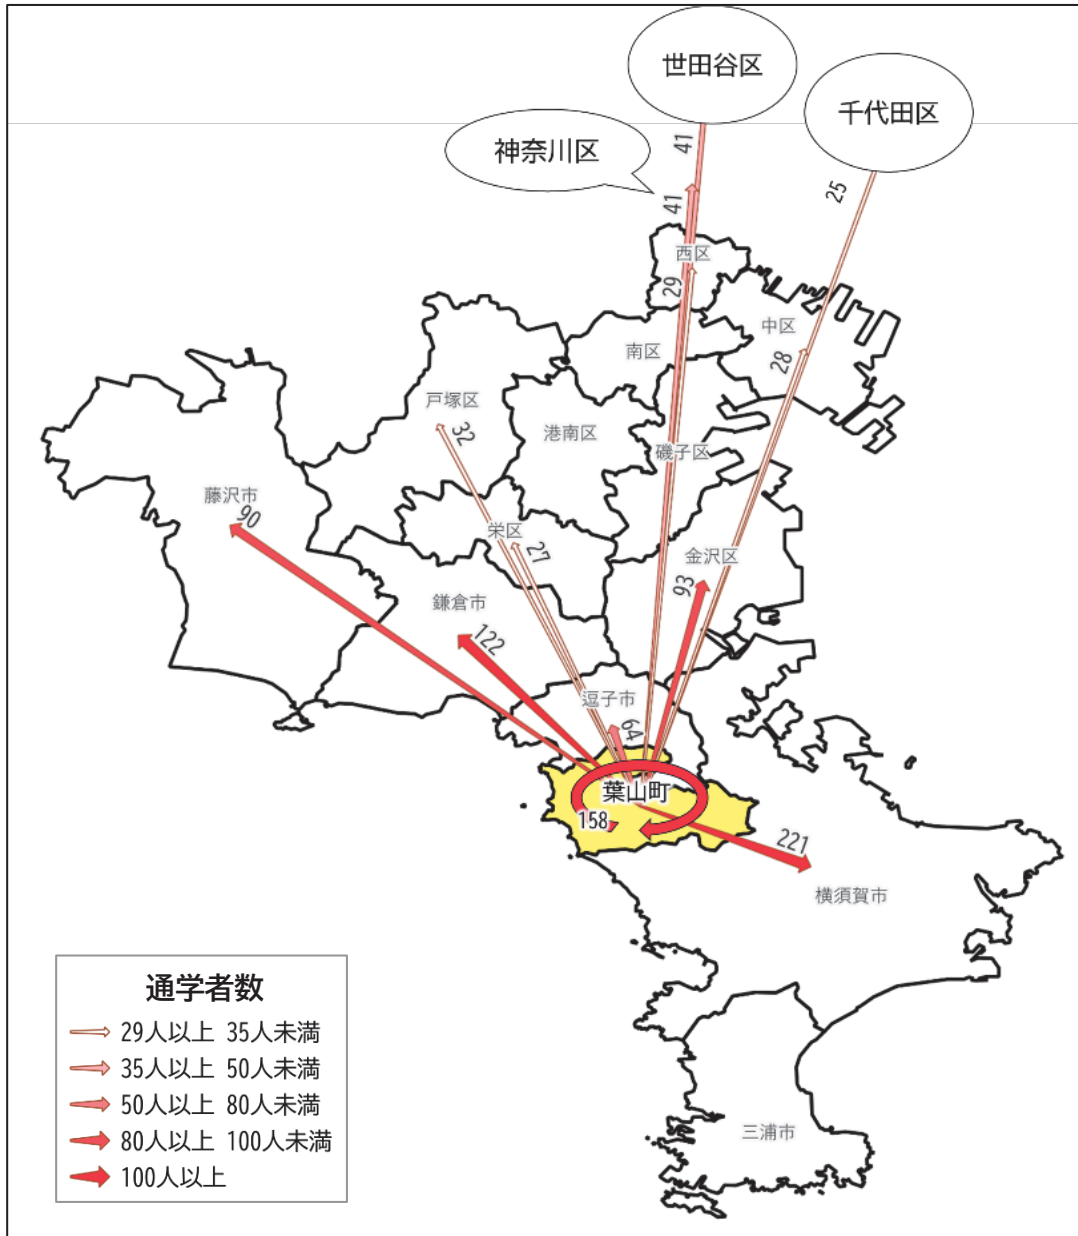 世田谷区
千代田区
神奈川区
41
25
41
西区
29
中区
南区
28
戸塚区
32
港南区
磯子区
藤沢市
90
栄区
27
金沢区
93
鎌倉市
122
逗子市
64
葉山町
158
221
横須賀市
三浦市
通学者数
29人以上 35人未満
35人以上 50人未満
50人以上 80人未満
80人以上 100人未満
100人以上